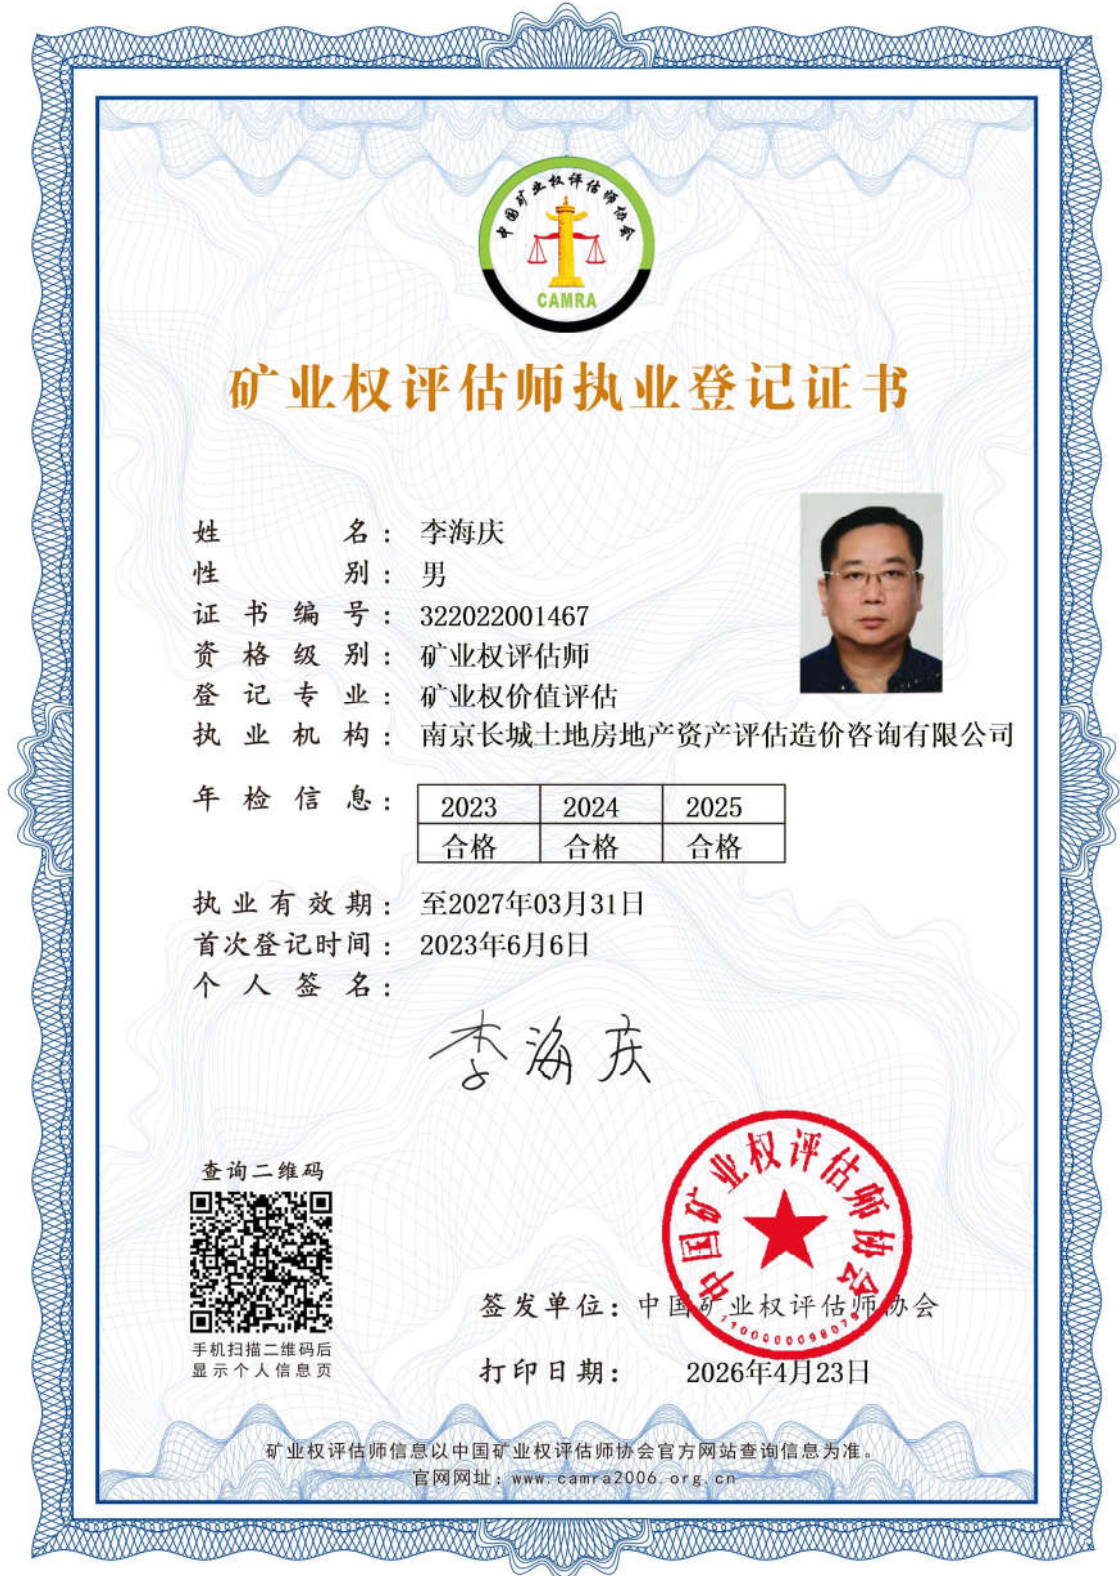 中国矿业权评估师协会
CAMRA
矿业权评估师执业登记证书
姓名：李海庆
性别：男
证书编号：322022001467
资格级别：矿业权评估师
登记专业：矿业权价值评估
执业机构：南京长城土地房地产资产评估造价咨询有限公司
年检信息：
2023 2024 2025
合格 合格 合格
执业有效期：至2027年03月31日
首次登记时间：2023年6月6日
个人签名：
李海庆
查询二维码
手机扫描二维码后
显示个人信息页
中国矿业权评估师协会
签发单位：中国矿业权评估师协会
打印日期：2026年4月23日
矿业权评估师信息以中国矿业权评估师协会官方网站查询信息为准。
官网网址：www.camra2006.org.cn